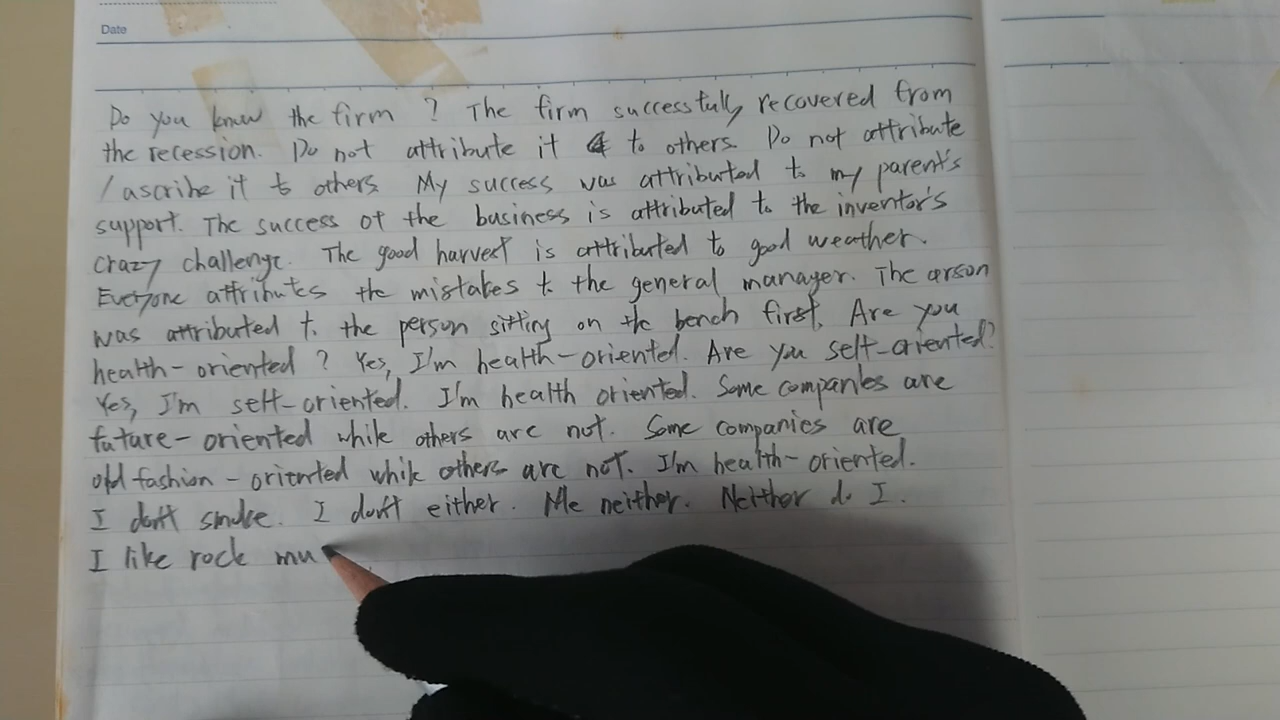 Date
Do you know the firm ? The firm successfully recovered from
the recession. Do not attribute it to others. Do not attribute
/ ascribe it to others. My success was attributed to my parent's
support. The success of the business is attributed to the inventor's
crazy challenge. The good harvest is attributed to good weather.
Everyone attributes the mistakes to the general manager. The arson
was attributed to the person sitting on the bench first. Are you
health-oriented ? Yes, I'm health-oriented. Are you self-oriented?
Yes, I'm self-oriented. I'm health oriented. Some companies are
future-oriented while others are not. Some companies are
old fashion-oriented while others are not. I'm health-oriented.
I don't smoke. I don't either. Me neither. Neither do I.
I like rock mu